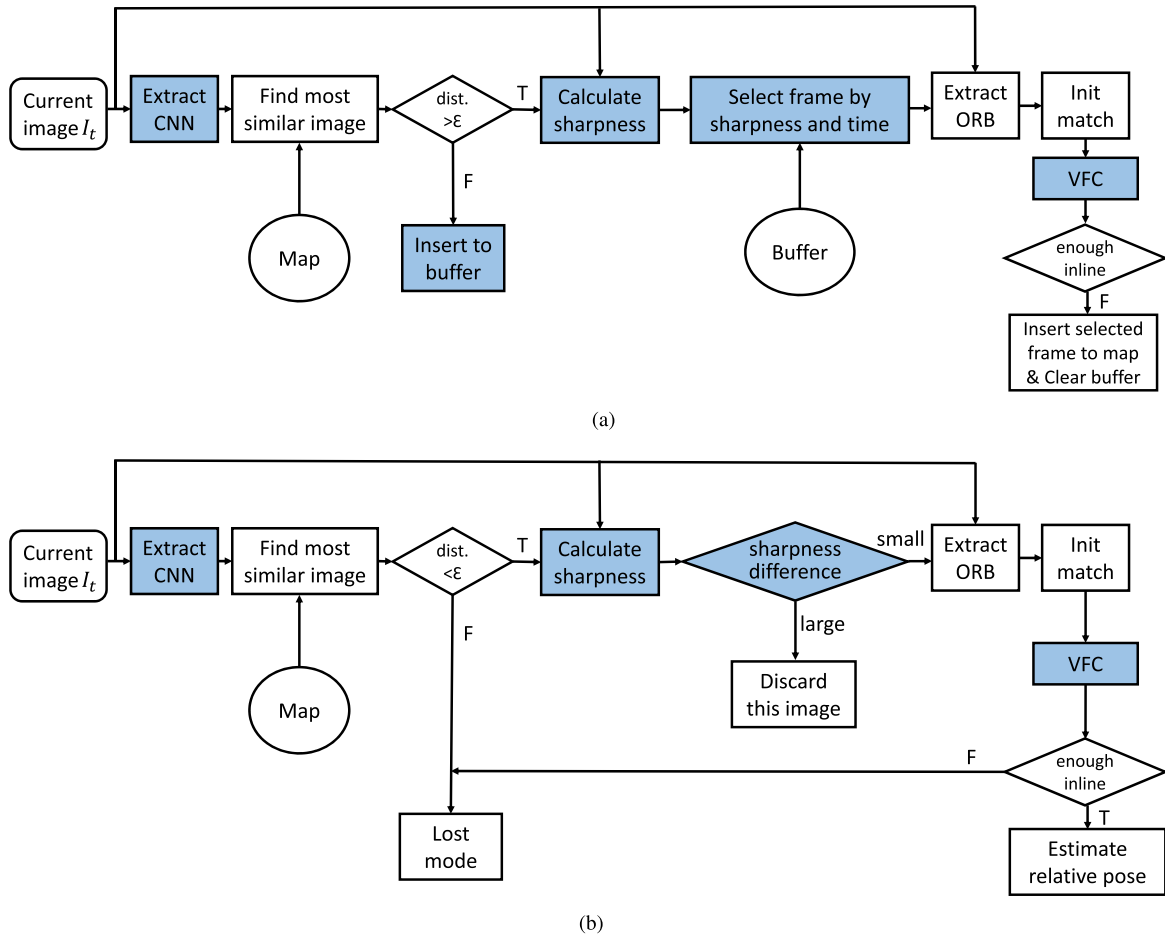 Current
image I_t
Extract
CNN
Find most
similar image
dist.
>Ɛ
T
Calculate
sharpness
Select frame by
sharpness and time
Extract
ORB
Init
match
F
VFC
Map
Insert to
buffer
Buffer
enough
inline
F
Insert selected
frame to map
& Clear buffer
(a)
Current
image I_t
Extract
CNN
Find most
similar image
dist.
<Ɛ
T
Calculate
sharpness
sharpness
difference
small
Extract
ORB
Init
match
F
large
VFC
Map
Discard
this image
F
enough
inline
T
Lost
mode
Estimate
relative pose
(b)